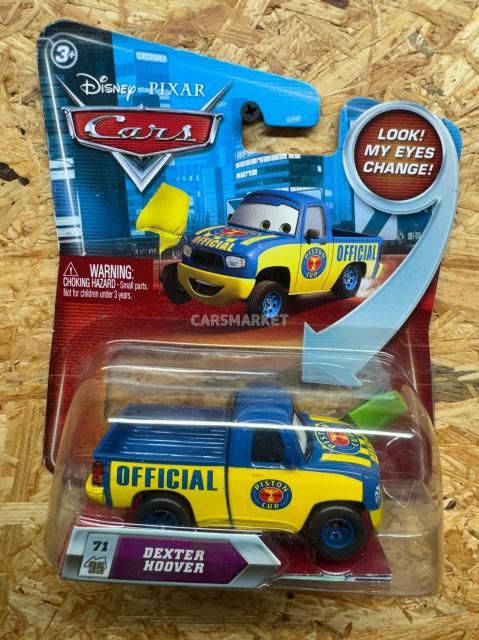 3+
Disney · PIXAR
Cars
LOOK!
MY EYES
CHANGE!
OFFICIAL
OFFICIAL
PISTON
CUP
WARNING:
CHOKING HAZARD - Small parts.
Not for children under 3 years.
CARSMARKET
OFFICIAL
PISTON
CUP
71
95
DEXTER
HOOVER